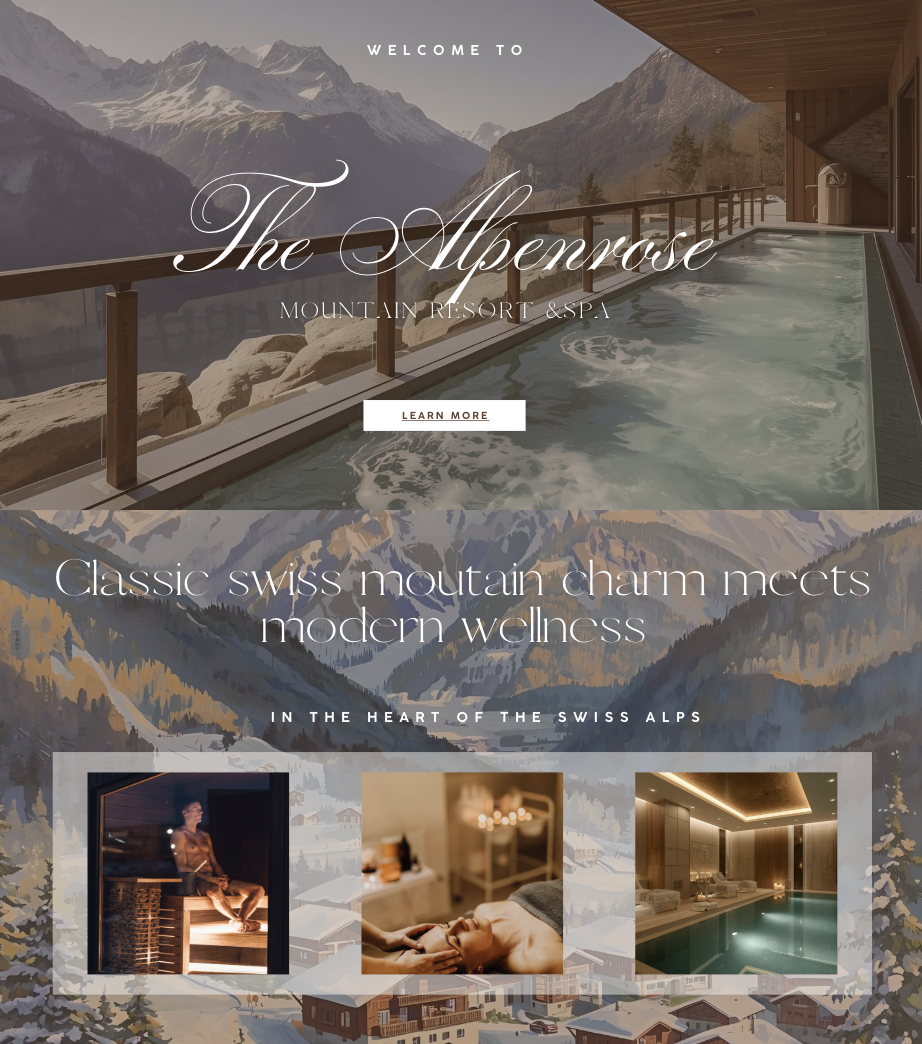 WELCOME TO
The Alpenrose
MOUNTAIN RESORT &SPA
LEARN MORE
Classic swiss moutain charm meets
modern wellness
IN THE HEART OF THE SWISS ALPS